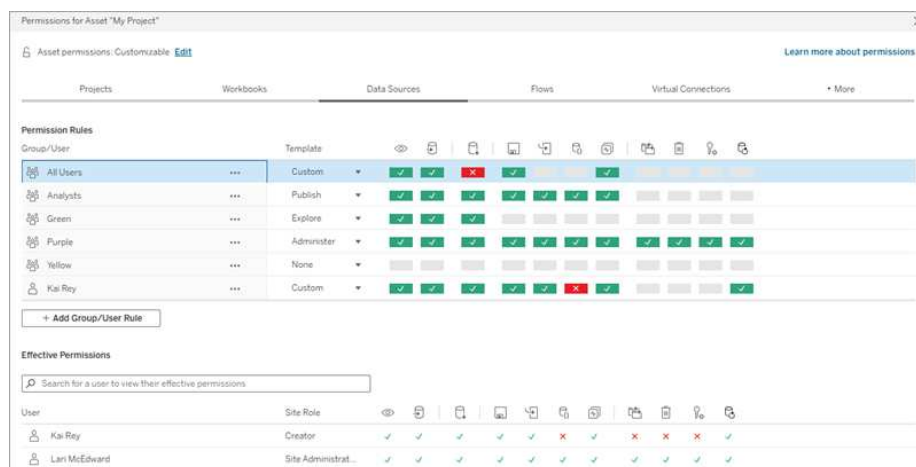 Permissions for Asset "My Project"
Asset permissions: Customizable Edit
Learn more about permissions
Projects Workbooks Data Sources Flows Virtual Connections ▾ More
Permission Rules
Group/User Template
All Users ••• Custom
Analysts ••• Publish
Green ••• Explore
Purple ••• Administer
Yellow ••• None
Kai Rey ••• Custom
+ Add Group/User Rule
Effective Permissions
Search for a user to view their effective permissions
User Site Role
Kai Rey Creator
Lari McEdward Site Administrat...